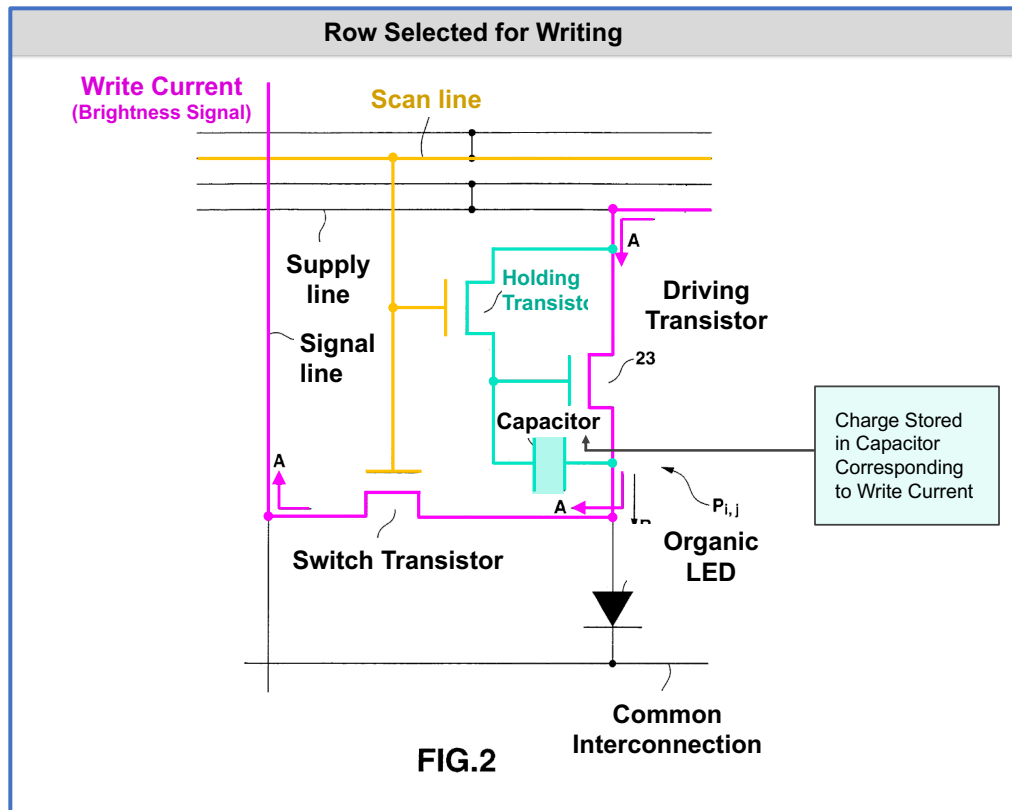 Row Selected for Writing
Write Current
(Brightness Signal)
Scan line
A
Supply
line
Holding
Driving
Transistor
Signal
line
23
Capacitor
Charge Stored
in Capacitor
Corresponding
to Write Current
A
A
Pi, j
Switch Transistor
Organic
LED
Common
Interconnection
FIG.2